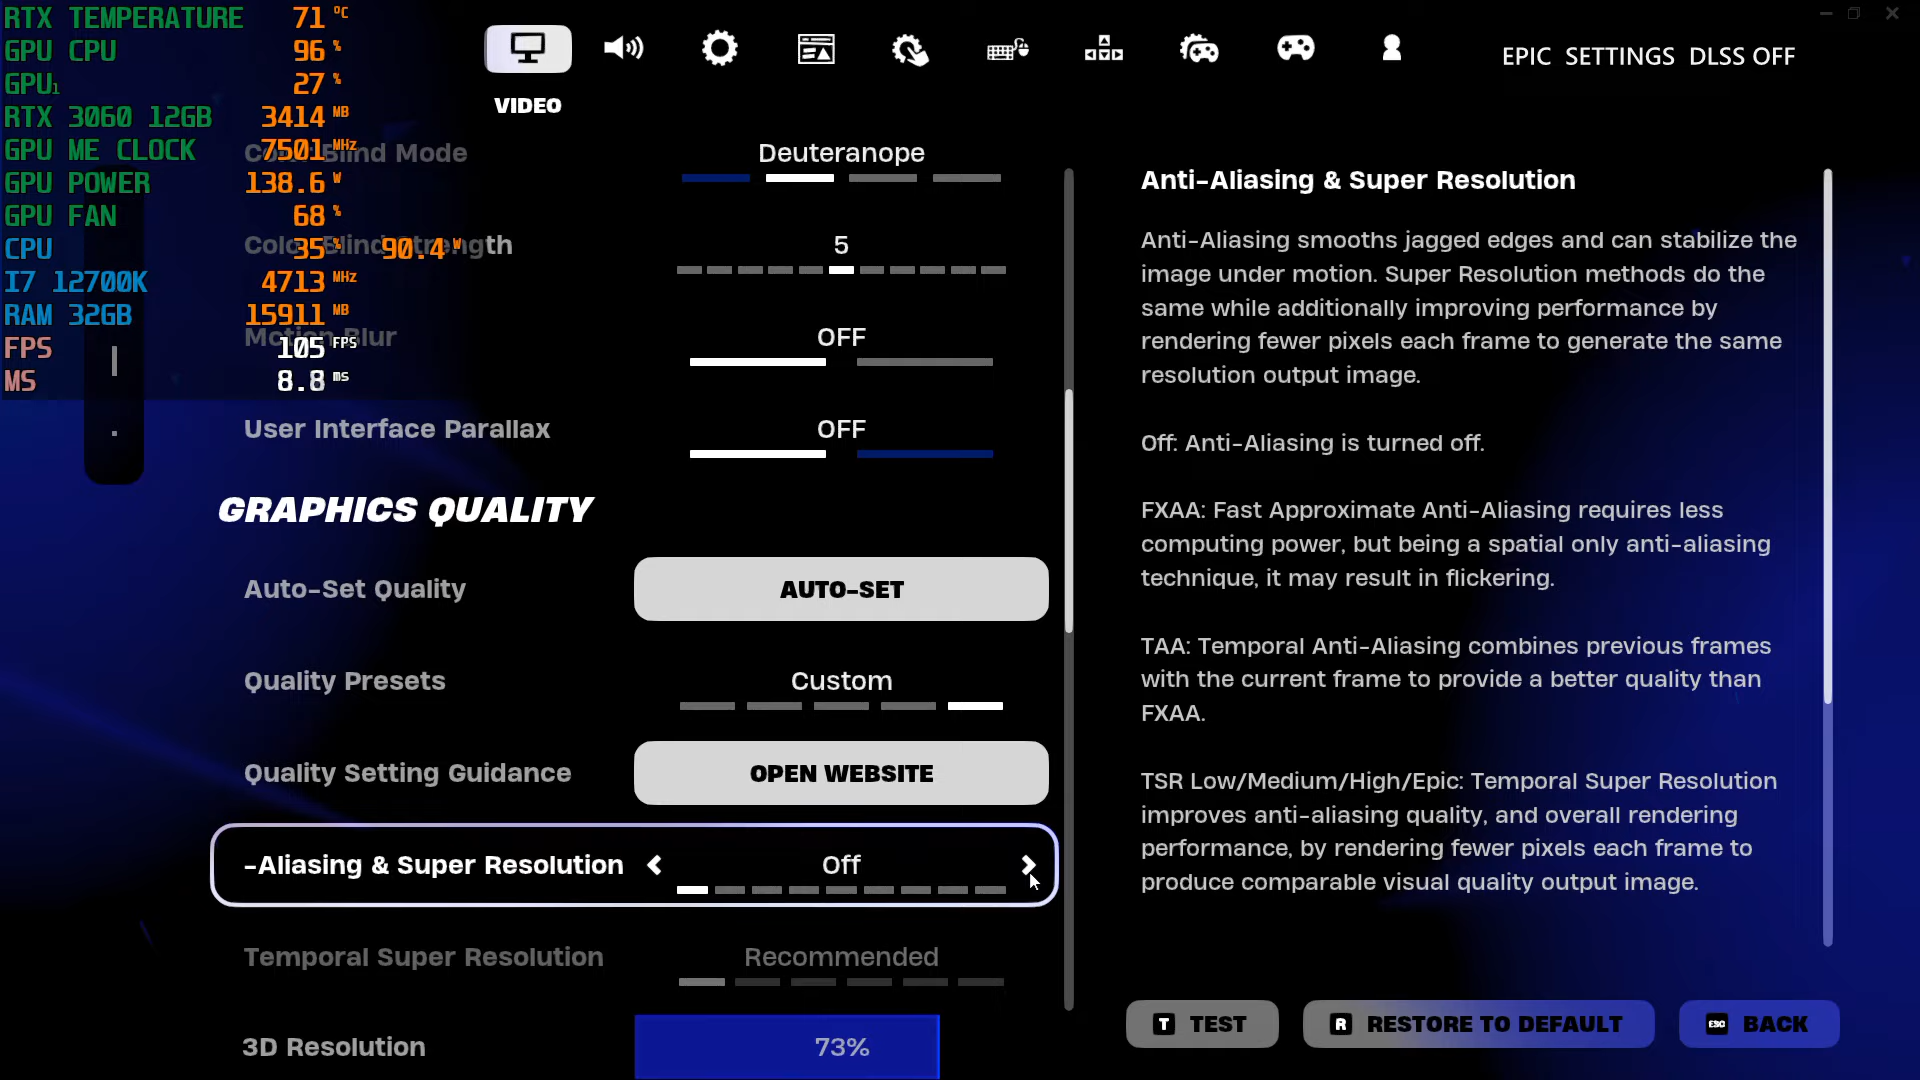 RTX TEMPERATURE 71 °C
GPU CPU 96 %
GPU1 27 %
RTX 3060 12GB 3414 MB
GPU ME CLOCK 7501 MHz
GPU POWER 138.6 W
GPU FAN 68 %
CPU 35 % 90.4 W
I7 12700K 4713 MHz
RAM 32GB 15911 MB
FPS 105 FPS
MS 8.8 ms
VIDEO
EPIC SETTINGS DLSS OFF
Color Blind Mode Deuteranope
Color Blind Strength 5
Motion Blur OFF
User Interface Parallax OFF
GRAPHICS QUALITY
Auto-Set Quality AUTO-SET
Quality Presets Custom
Quality Setting Guidance OPEN WEBSITE
-Aliasing & Super Resolution Off
Temporal Super Resolution Recommended
3D Resolution 73%
Anti-Aliasing & Super Resolution
Anti-Aliasing smooths jagged edges and can stabilize the
image under motion. Super Resolution methods do the
same while additionally improving performance by
rendering fewer pixels each frame to generate the same
resolution output image.
Off: Anti-Aliasing is turned off.
FXAA: Fast Approximate Anti-Aliasing requires less
computing power, but being a spatial only anti-aliasing
technique, it may result in flickering.
TAA: Temporal Anti-Aliasing combines previous frames
with the current frame to provide a better quality than
FXAA.
TSR Low/Medium/High/Epic: Temporal Super Resolution
improves anti-aliasing quality, and overall rendering
performance, by rendering fewer pixels each frame to
produce comparable visual quality output image.
T TEST
R RESTORE TO DEFAULT
ESC BACK